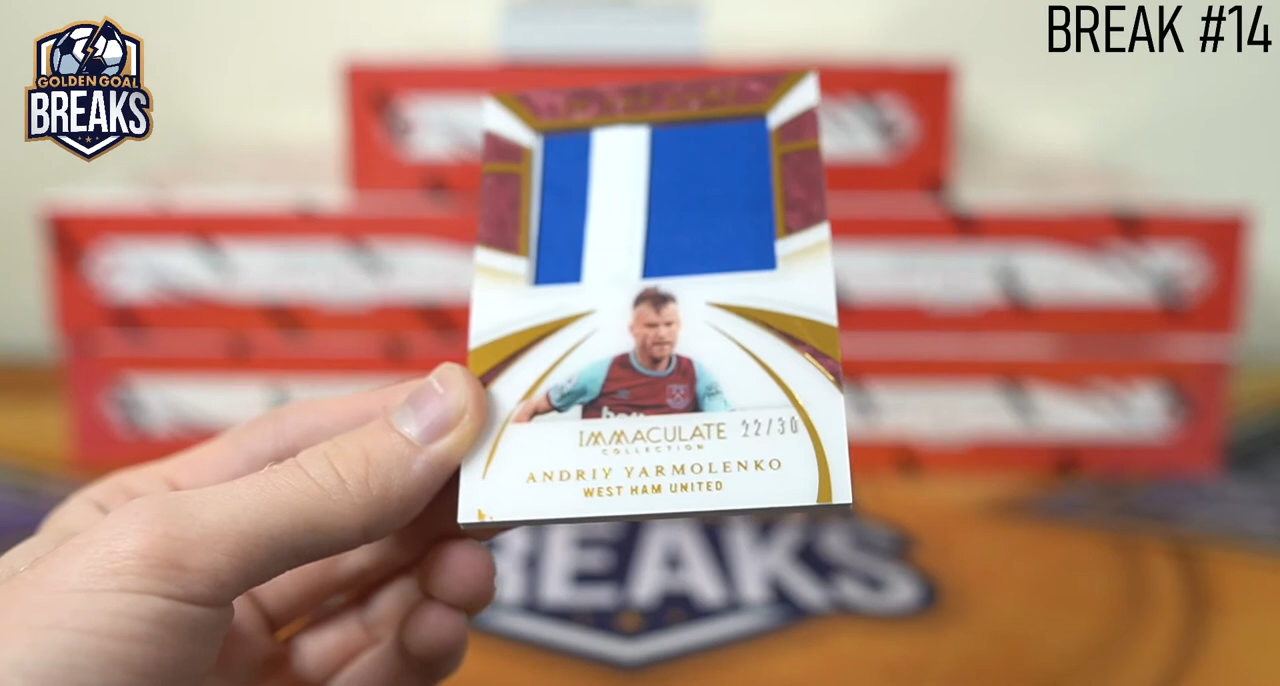 BREAK #14
GOLDEN GOAL
BREAKS
IMMACULATE 22/30
COLLECTION
ANDRIY YARMOLENKO
WEST HAM UNITED
BREAKS